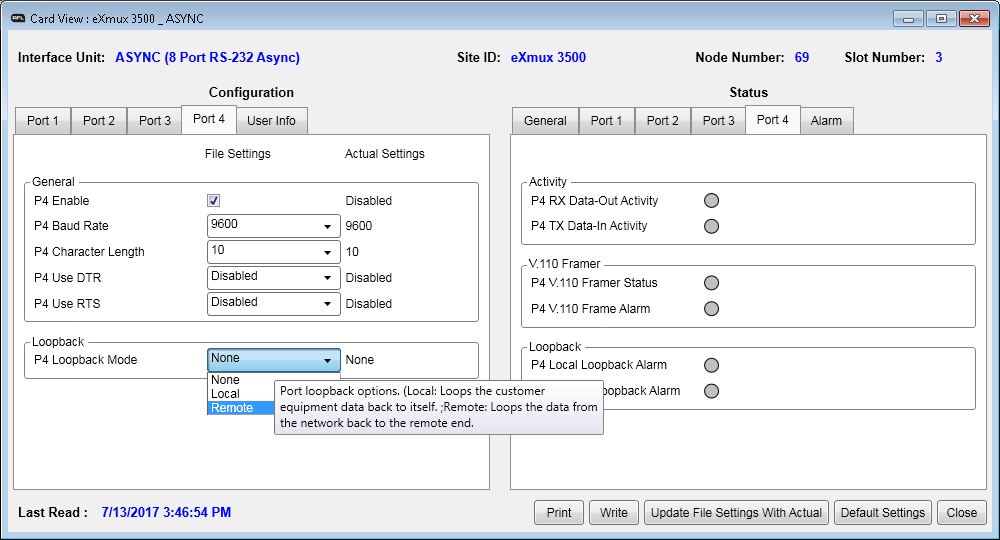 AFL Card View : eXmux 3500 _ ASYNC
Interface Unit: ASYNC (8 Port RS-232 Async) Site ID: eXmux 3500 Node Number: 69 Slot Number: 3
Configuration
Port 1 Port 2 Port 3 Port 4 User Info
File Settings Actual Settings
General
P4 Enable Disabled
P4 Baud Rate 9600 9600
P4 Character Length 10 10
P4 Use DTR Disabled Disabled
P4 Use RTS Disabled Disabled
Loopback
P4 Loopback Mode None None
None
Local
Remote
Port loopback options. (Local: Loops the customer
equipment data back to itself. ;Remote: Loops the data from
the network back to the remote end.
Status
General Port 1 Port 2 Port 3 Port 4 Alarm
Activity
P4 RX Data-Out Activity
P4 TX Data-In Activity
V.110 Framer
P4 V.110 Framer Status
P4 V.110 Frame Alarm
Loopback
P4 Local Loopback Alarm
opback Alarm
Last Read : 7/13/2017 3:46:54 PM
Print Write Update File Settings With Actual Default Settings Close